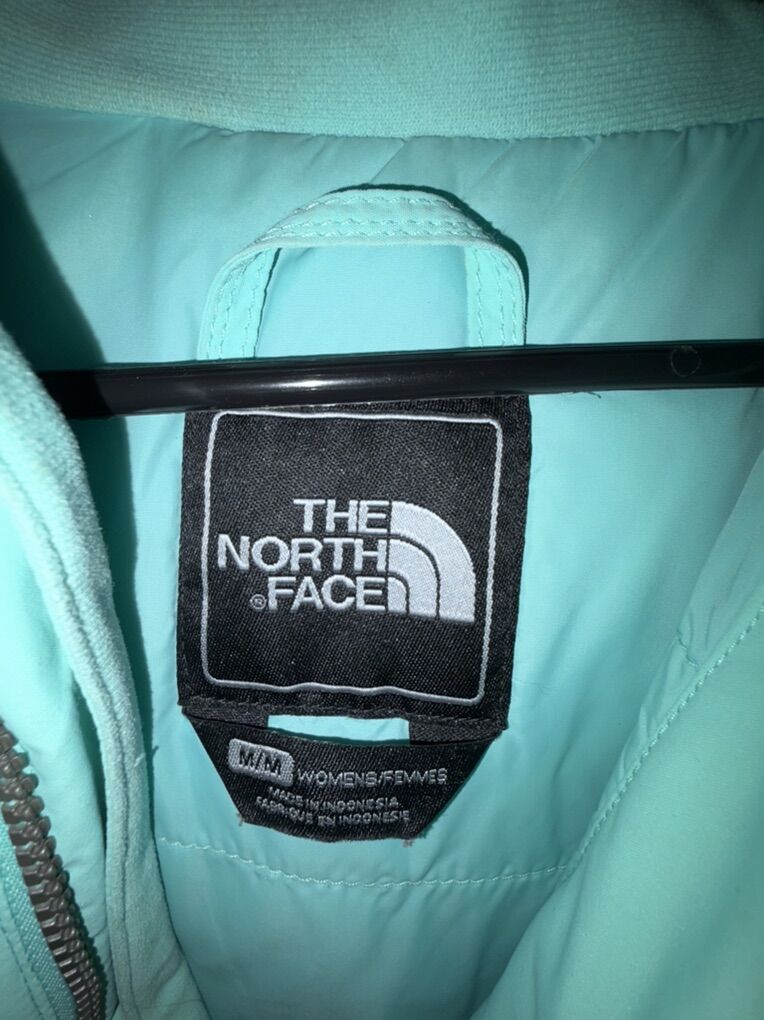 THE
NORTH
®FACE
M/M WOMENS/FEMMES
MADE IN INDONESIA
FABRIQUE EN INDONESIE